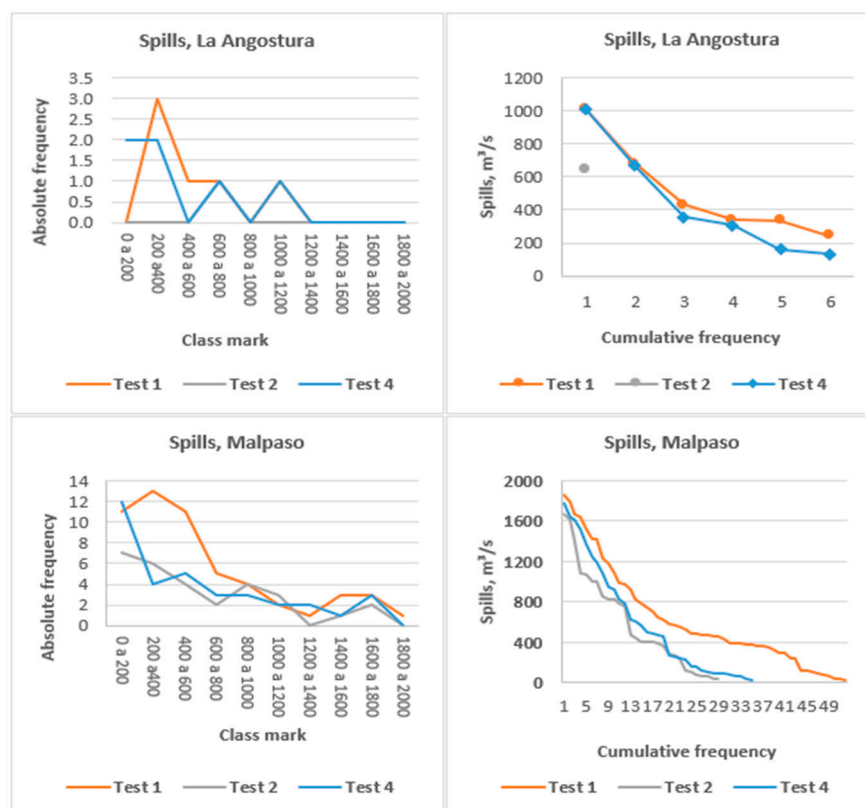 Spills, La Angostura
Absolute frequency
3.5
3.0
2.5
2.0
1.5
1.0
0.5
0.0
0 a 200
200 a400
400 a 600
600 a 800
800 a 1000
1000 a 1200
1200 a 1400
1400 a 1600
1600 a 1800
1800 a 2000
Class mark
Test 1 Test 2 Test 4
Spills, La Angostura
Spills, m³/s
1200
1000
800
600
400
200
0
1 2 3 4 5 6
Cumulative frequency
Test 1 Test 2 Test 4
Spills, Malpaso
Absolute frequency
14
12
10
8
6
4
2
0
0 a 200
200 a400
400 a 600
600 a 800
800 a 1000
1000 a 1200
1200 a 1400
1400 a 1600
1600 a 1800
1800 a 2000
Class mark
Test 1 Test 2 Test 4
Spills, Malpaso
Spills, m³/s
2000
1600
1200
800
400
0
1 5 9 13 17 21 25 29 33 37 41 45 49
Cumulative frequency
Test 1 Test 2 Test 4